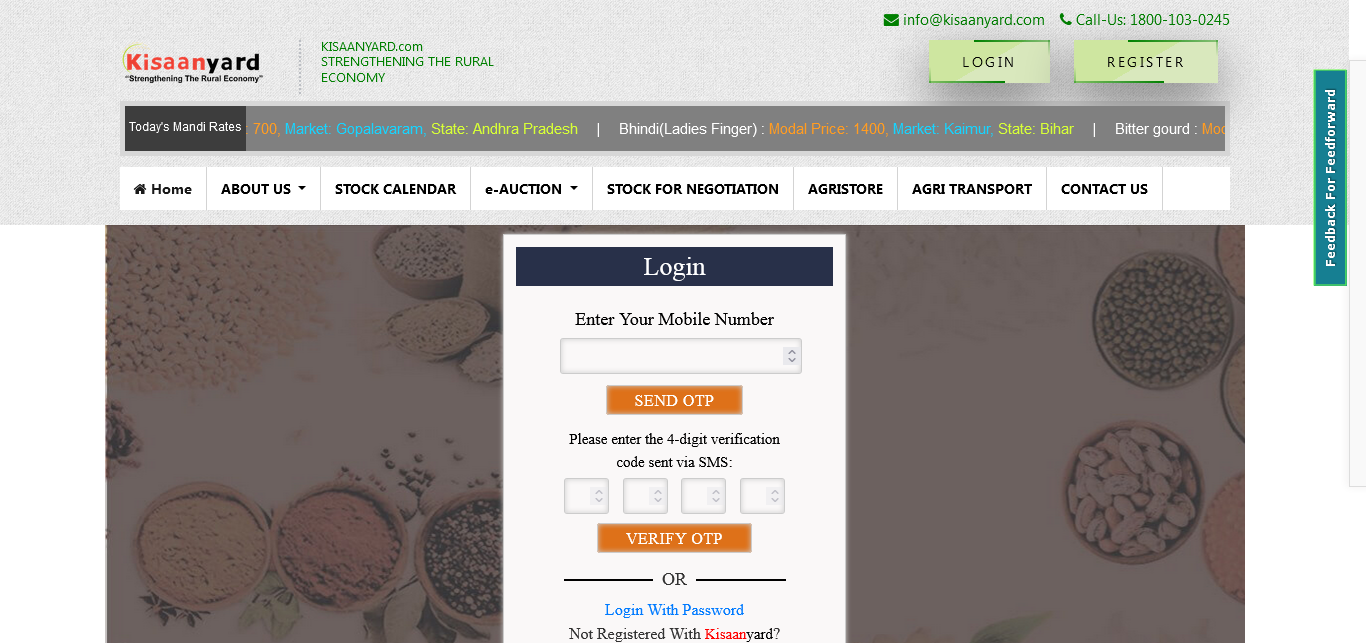 info@kisaanyard.com Call-Us: 1800-103-0245
Kisaanyard
"Strengthening The Rural Economy"
KISAANYARD.com
STRENGTHENING THE RURAL
ECONOMY
LOGIN REGISTER
Today's Mandi Rates : 700, Market: Gopalavaram, State: Andhra Pradesh | Bhindi(Ladies Finger) : Modal Price: 1400, Market: Kaimur, State: Bihar | Bitter gourd :
Home ABOUT US STOCK CALENDAR e-AUCTION STOCK FOR NEGOTIATION AGRISTORE AGRI TRANSPORT CONTACT US
Feedback For Feedforward
Login
Enter Your Mobile Number
SEND OTP
Please enter the 4-digit verification
code sent via SMS:
VERIFY OTP
OR
Login With Password
Not Registered With Kisaanyard?